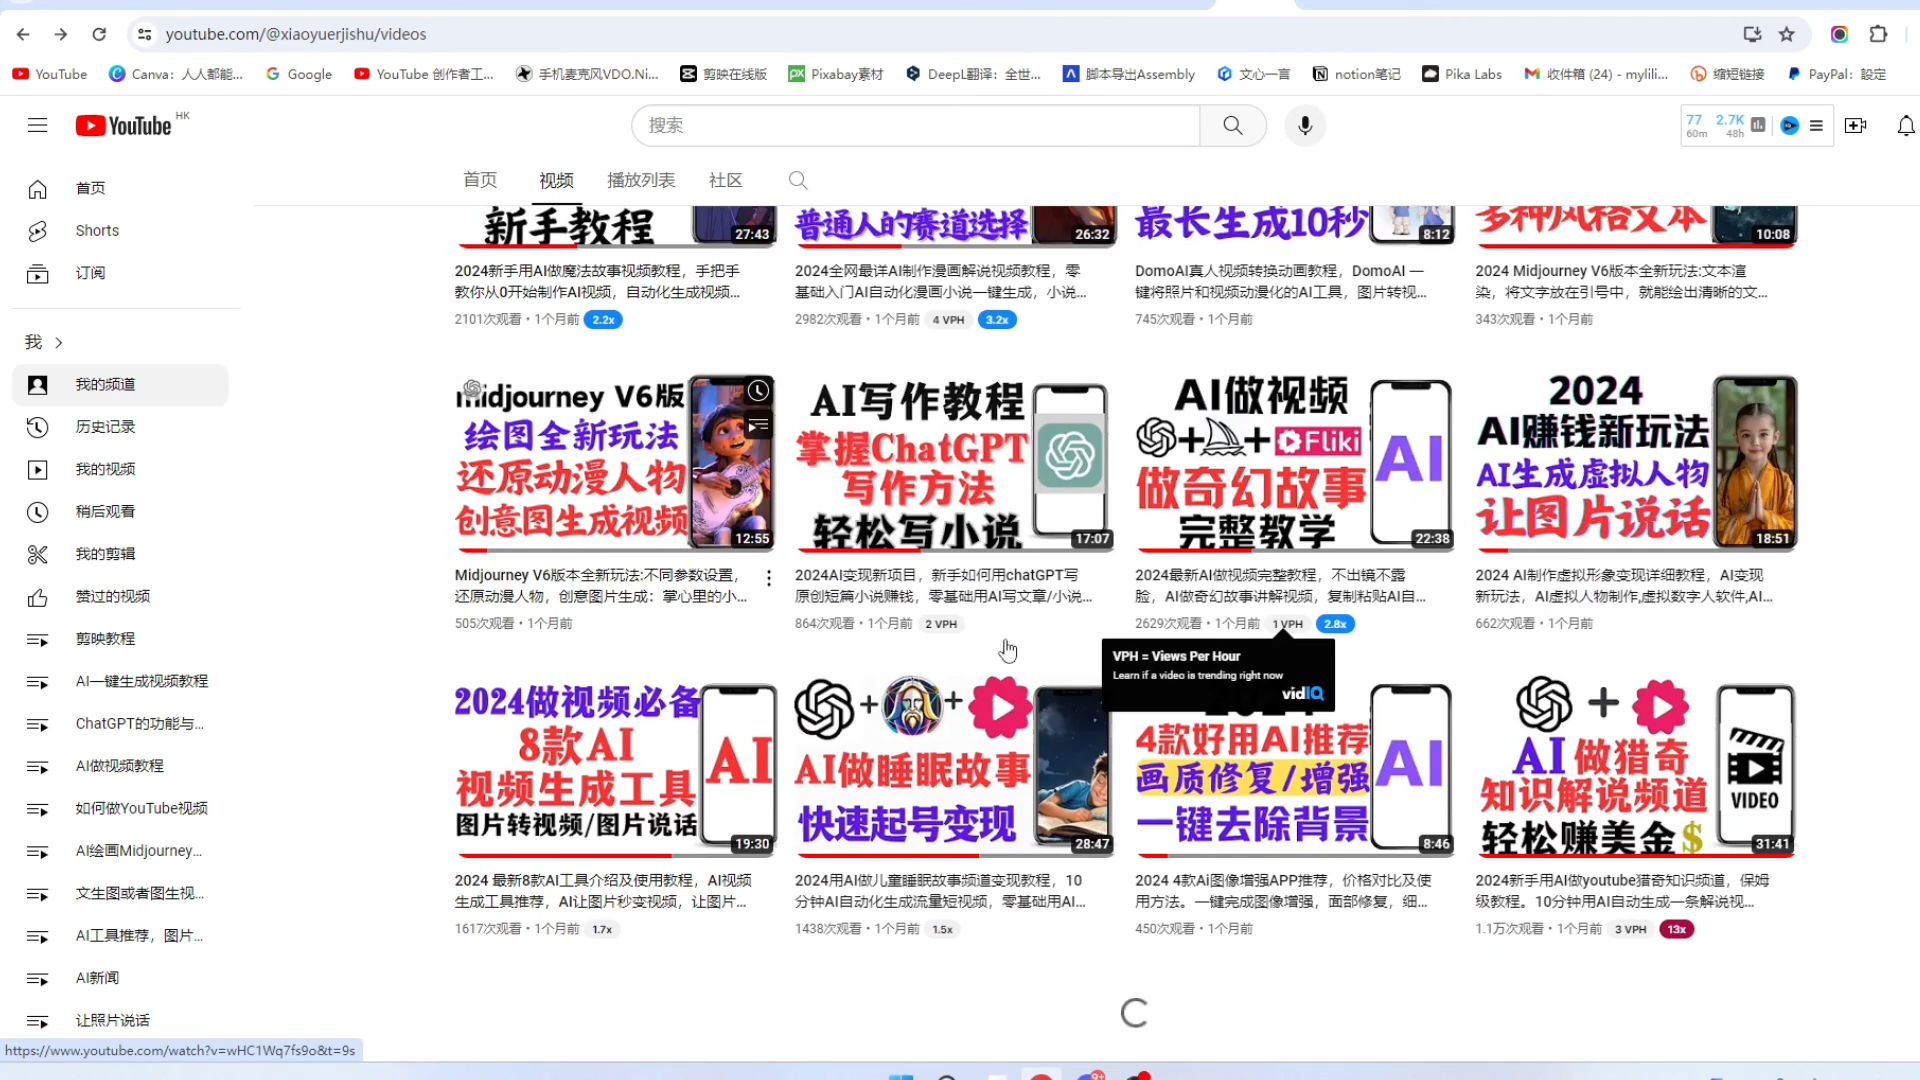 youtube.com/@xiaoyuerjishu/videos
YouTube
Canva：人人都能...
Google
YouTube 创作者工...
手机麦克风VDO.Ni...
剪映在线版
Pixabay素材
DeepL翻译：全世...
脚本导出Assembly
文心一言
notion笔记
Pika Labs
收件箱 (24) - mylili...
缩短链接
PayPal：設定
YouTube HK
搜索
77 2.7K
60m 48h
首页
视频
播放列表
社区
首页
Shorts
订阅
我
我的频道
历史记录
我的视频
稍后观看
我的剪辑
赞过的视频
剪映教程
AI一键生成视频教程
ChatGPT的功能与...
AI做视频教程
如何做YouTube视频
AI绘画Midjourney...
文生图或者图生视...
AI工具推荐，图片...
AI新闻
让照片说话
新手教程
27:43
2024新手用AI做魔法故事视频教程，手把手
教你从0开始制作AI视频，自动化生成视频...
2101次观看・1个月前 2.2x
普通人的赛道选择
26:32
2024全网最详AI制作漫画解说视频教程，零
基础入门AI自动化漫画小说一键生成，小说...
2982次观看・1个月前 4 VPH 3.2x
最长生成10秒
8:12
DomoAI真人视频转换动画教程，DomoAI 一
键将照片和视频动漫化的AI工具，图片转视...
745次观看・1个月前
多种风格文本
10:08
2024 Midjourney V6版本全新玩法:文本渲
染，将文字放在引号中，就能绘出清晰的文...
343次观看・1个月前
midjourney V6版
绘图全新玩法
还原动漫人物
创意图生成视频
12:55
Midjourney V6版本全新玩法:不同参数设置，
还原动漫人物，创意图片生成：掌心里的小...
505次观看・1个月前
AI写作教程
掌握ChatGPT
写作方法
轻松写小说
17:07
2024AI变现新项目，新手如何用chatGPT写
原创短篇小说赚钱，零基础用AI写文章/小说...
864次观看・1个月前 2 VPH
AI做视频
+ + Fliki
做奇幻故事
完整教学
AI
22:38
2024最新AI做视频完整教程，不出镜不露
脸，AI做奇幻故事讲解视频，复制粘贴AI自...
2629次观看・1个月前 1 VPH 2.8x
2024
AI赚钱新玩法
AI生成虚拟人物
让图片说话
18:51
2024 AI制作虚拟形象变现详细教程，AI变现
新玩法，AI虚拟人物制作,虚拟数字人软件,AI...
662次观看・1个月前
VPH = Views Per Hour
Learn if a video is trending right now
vidIQ
2024做视频必备
8款AI
视频生成工具
图片转视频/图片说话
AI
19:30
2024 最新8款AI工具介绍及使用教程，AI视频
生成工具推荐，AI让图片秒变视频，让图片...
1617次观看・1个月前 1.7x
+ +
AI做睡眠故事
快速起号变现
28:47
2024用AI做儿童睡眠故事频道变现教程，10
分钟AI自动化生成流量短视频，零基础用AI...
1438次观看・1个月前 1.5x
4款好用AI推荐
画质修复/增强
一键去除背景
AI
8:46
2024 4款Ai图像增强APP推荐，价格对比及使
用方法。一键完成图像增强，面部修复，细...
450次观看・1个月前
+
AI 做猎奇
知识解说频道
轻松赚美金$
VIDEO
31:41
2024新手用AI做youtube猎奇知识频道，保姆
级教程。10分钟用AI自动生成一条解说视...
1.1万次观看・1个月前 3 VPH 13x
https://www.youtube.com/watch?v=wHC1Wq7fs9o&t=9s
9+